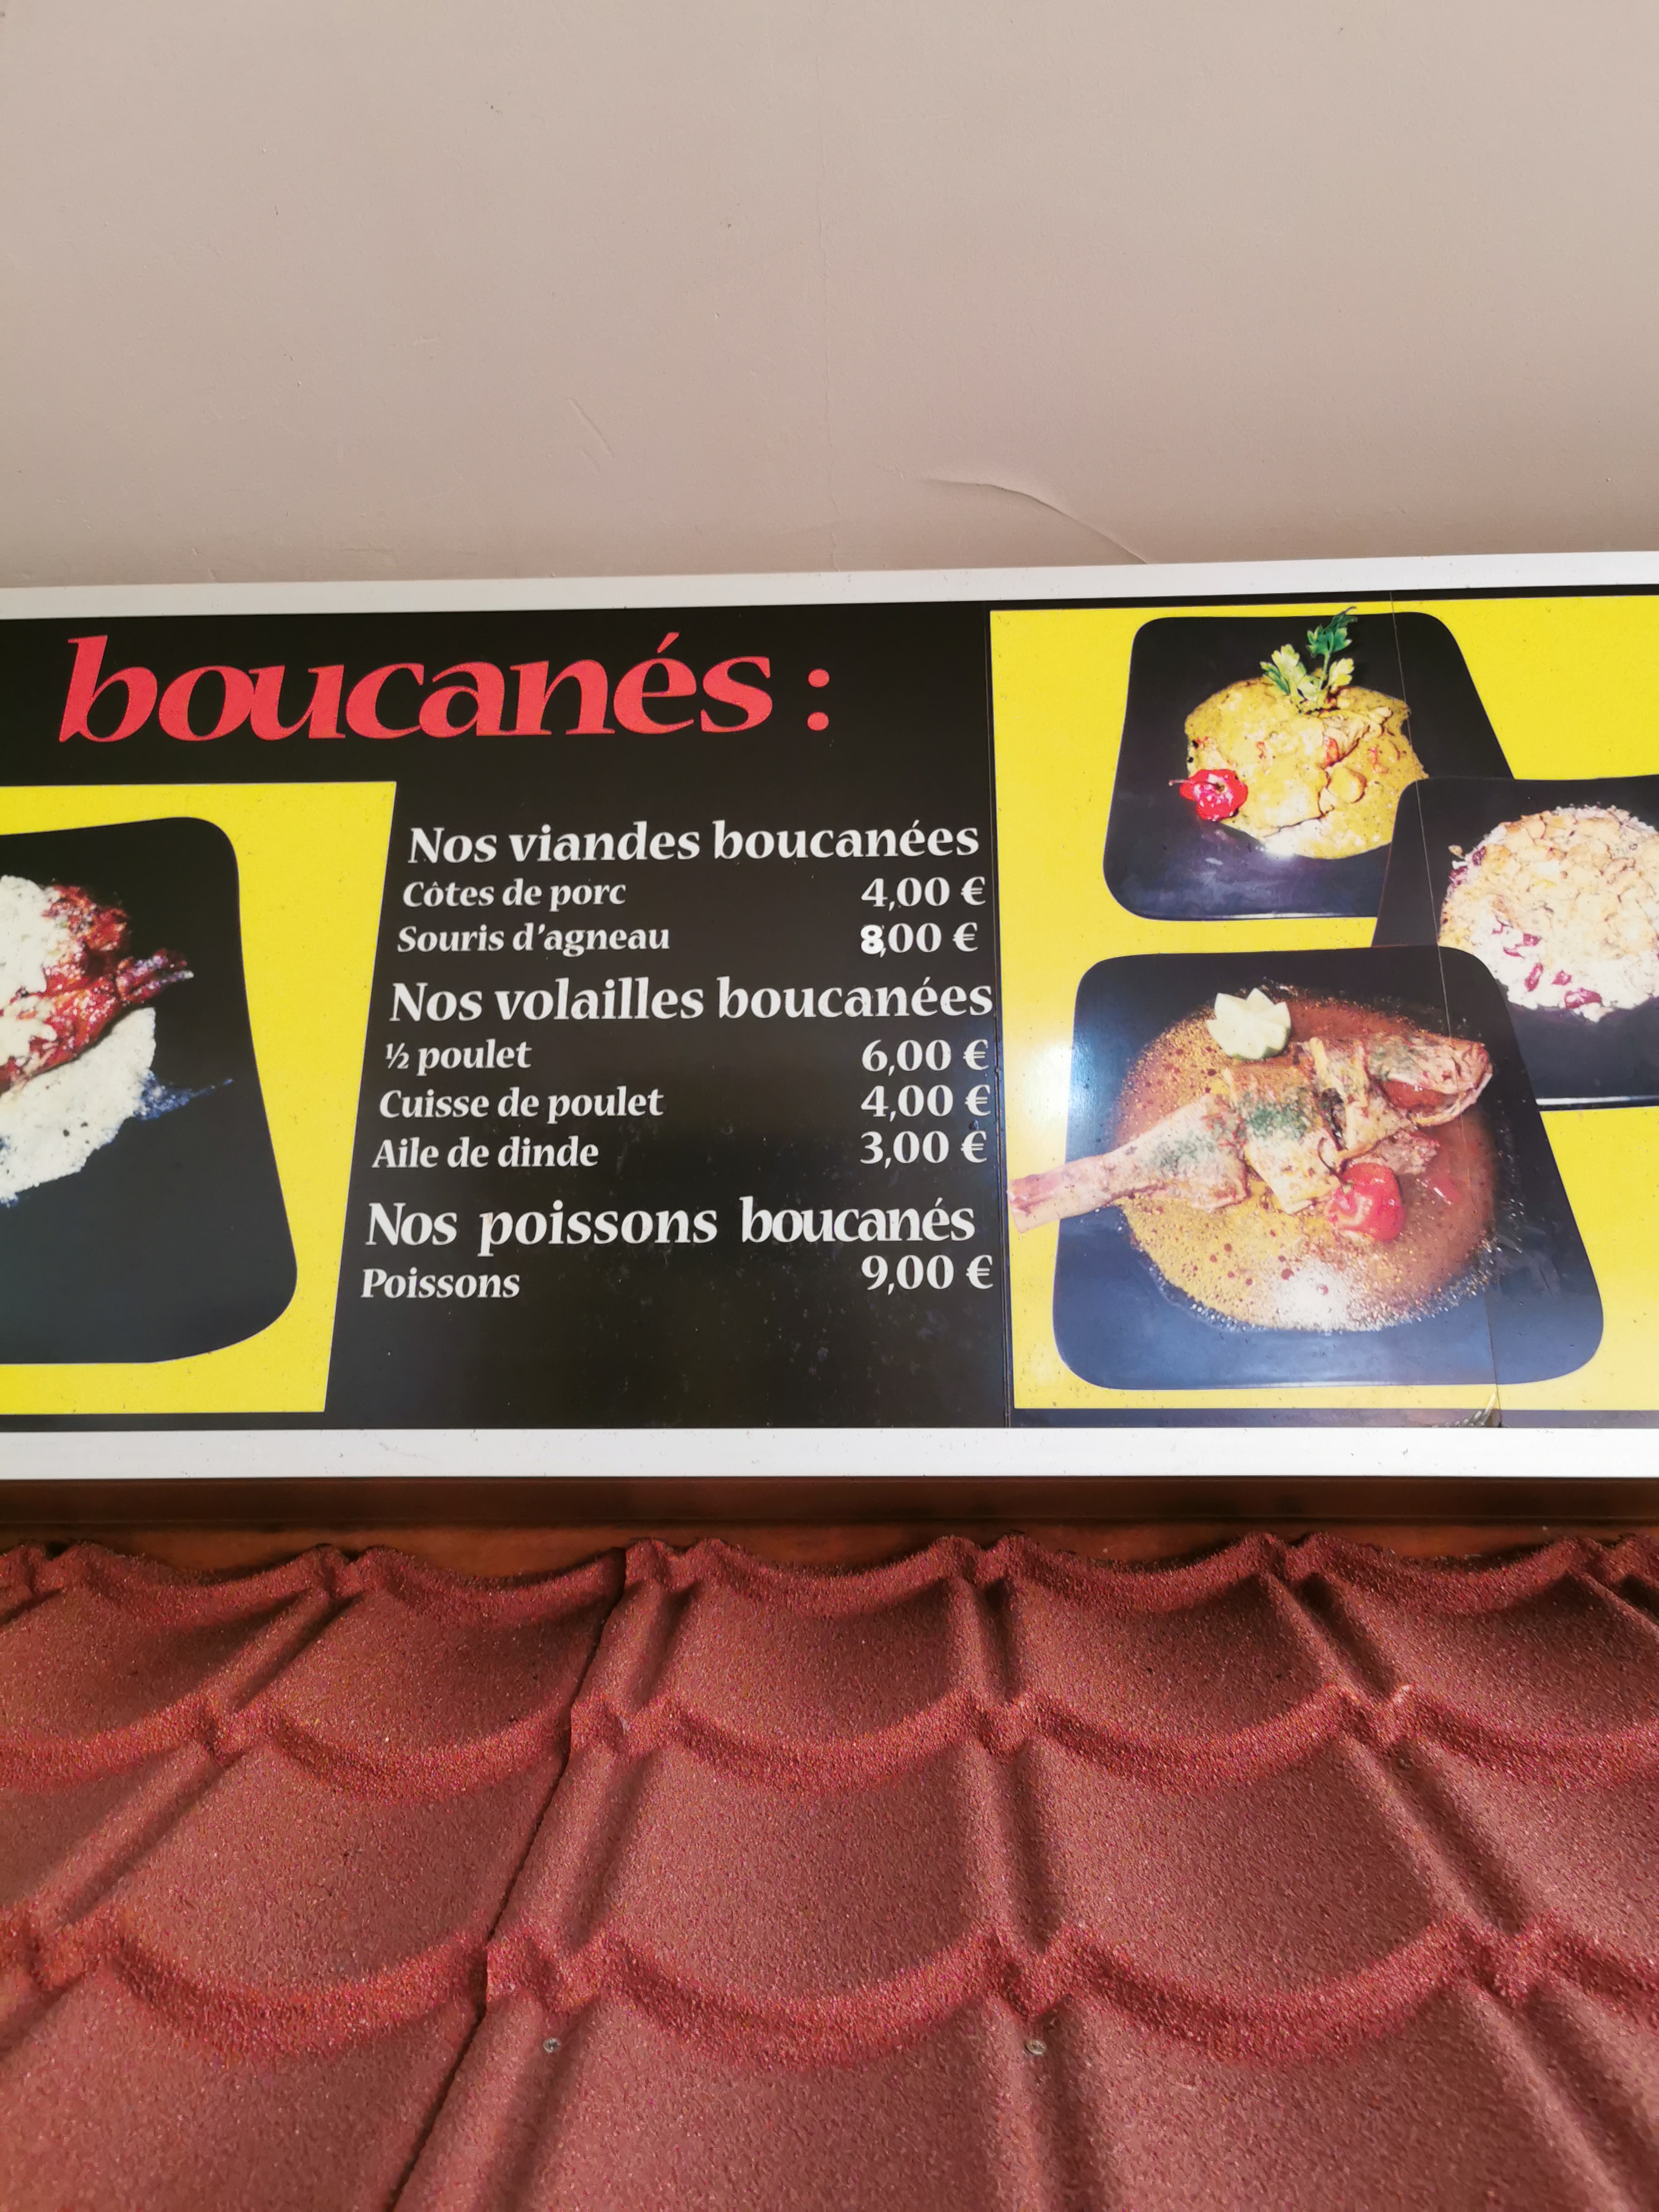 boucanés :
Nos viandes boucanées
Côtes de porc 4,00 €
Souris d'agneau 8,00 €
Nos volailles boucanées
½ poulet 6,00 €
Cuisse de poulet 4,00 €
Aile de dinde 3,00 €
Nos poissons boucanés
Poissons 9,00 €